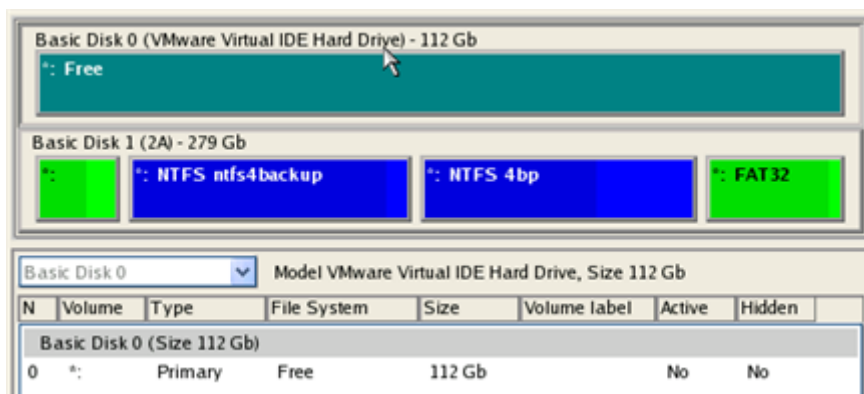 Basic Disk 0 (VMware Virtual IDE Hard Drive) - 112 Gb
*: Free
Basic Disk 1 (2A) - 279 Gb
*: *: NTFS ntfs4backup *: NTFS 4bp *: FAT32
Basic Disk 0 Model VMware Virtual IDE Hard Drive, Size 112 Gb
N Volume Type File System Size Volume label Active Hidden
Basic Disk 0 (Size 112 Gb)
0 *: Primary Free 112 Gb No No